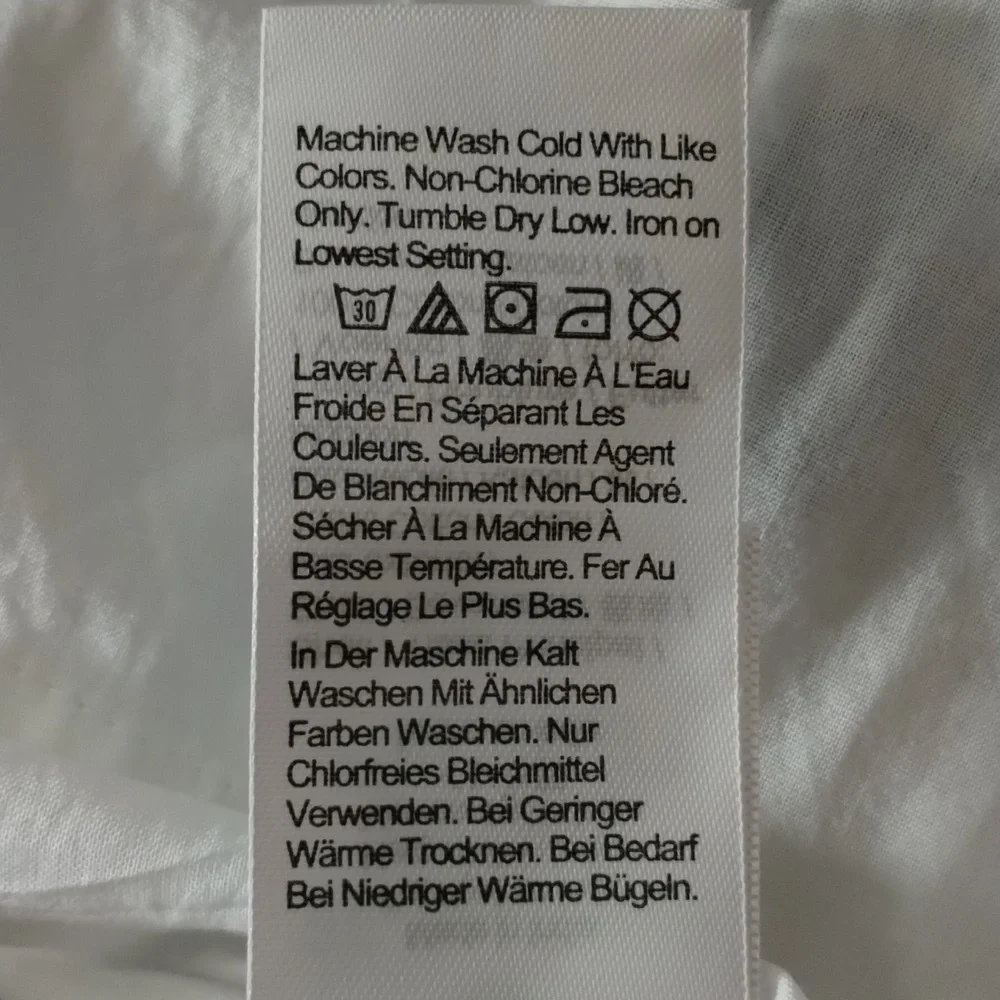 Machine Wash Cold With Like
Colors. Non-Chlorine Bleach
Only. Tumble Dry Low. Iron on
Lowest Setting.
30
Laver À La Machine À L'Eau
Froide En Séparant Les
Couleurs. Seulement Agent
De Blanchiment Non-Chloré.
Sécher À La Machine À
Basse Température. Fer Au
Réglage Le Plus Bas.
In Der Maschine Kalt
Waschen Mit Ähnlichen
Farben Waschen. Nur
Chlorfreies Bleichmittel
Verwenden. Bei Geringer
Wärme Trocknen. Bei Bedarf
Bei Niedriger Wärme Bügeln.